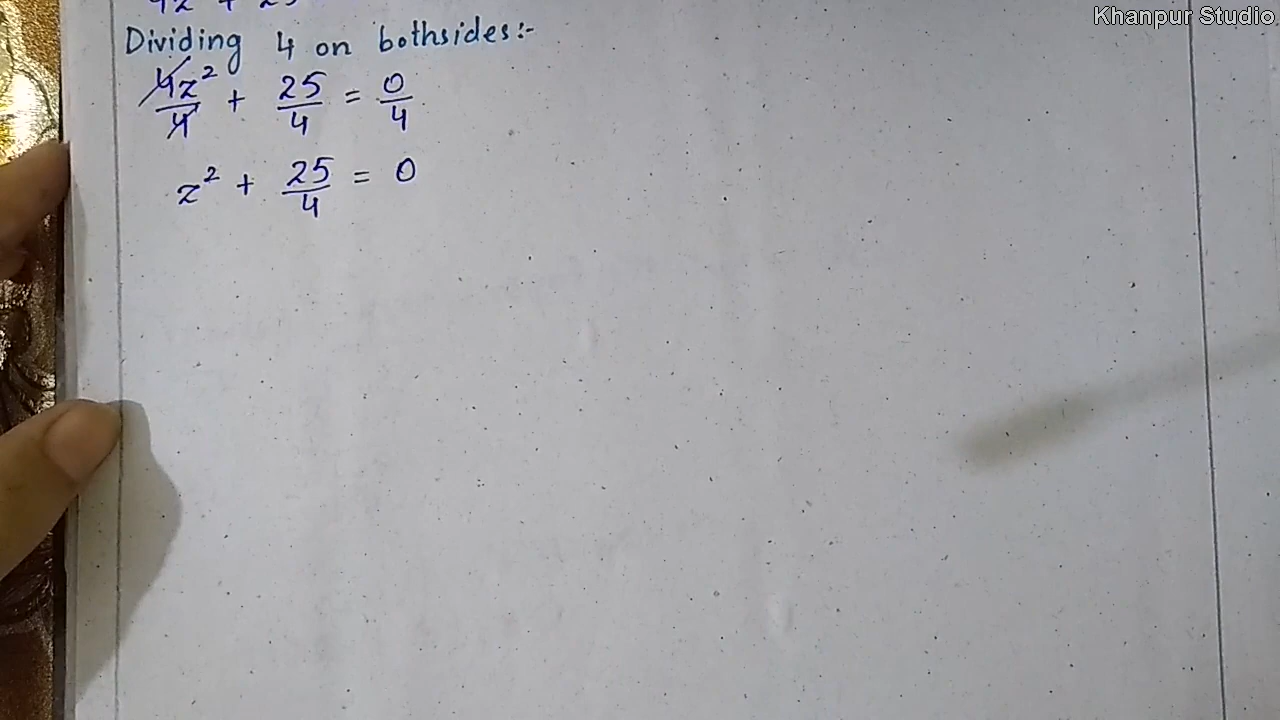 Khanpur Studio
Dividing 4 on bothsides:-
4z²/4 + 25/4 = 0/4
z² + 25/4 = 0